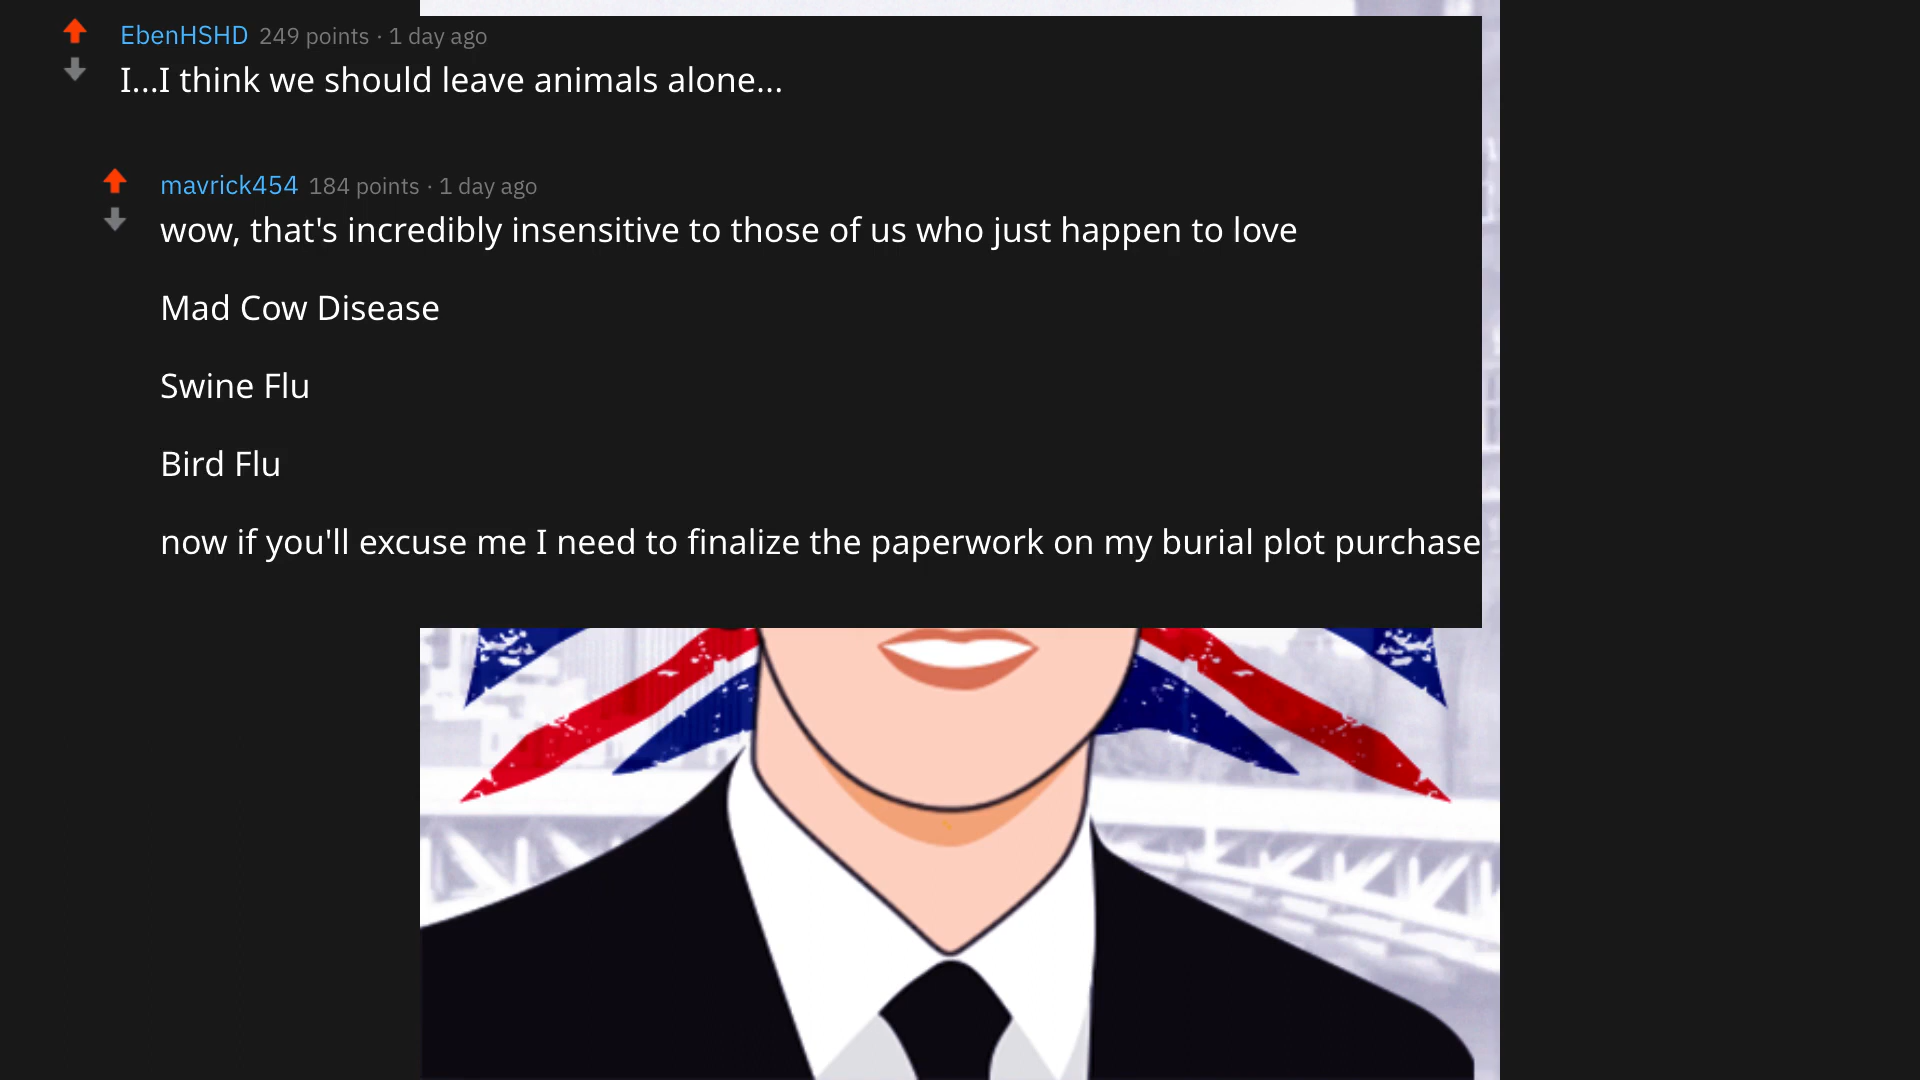 EbenHSHD 249 points · 1 day ago
I...I think we should leave animals alone...
mavrick454 184 points · 1 day ago
wow, that's incredibly insensitive to those of us who just happen to love
Mad Cow Disease
Swine Flu
Bird Flu
now if you'll excuse me I need to finalize the paperwork on my burial plot purchase